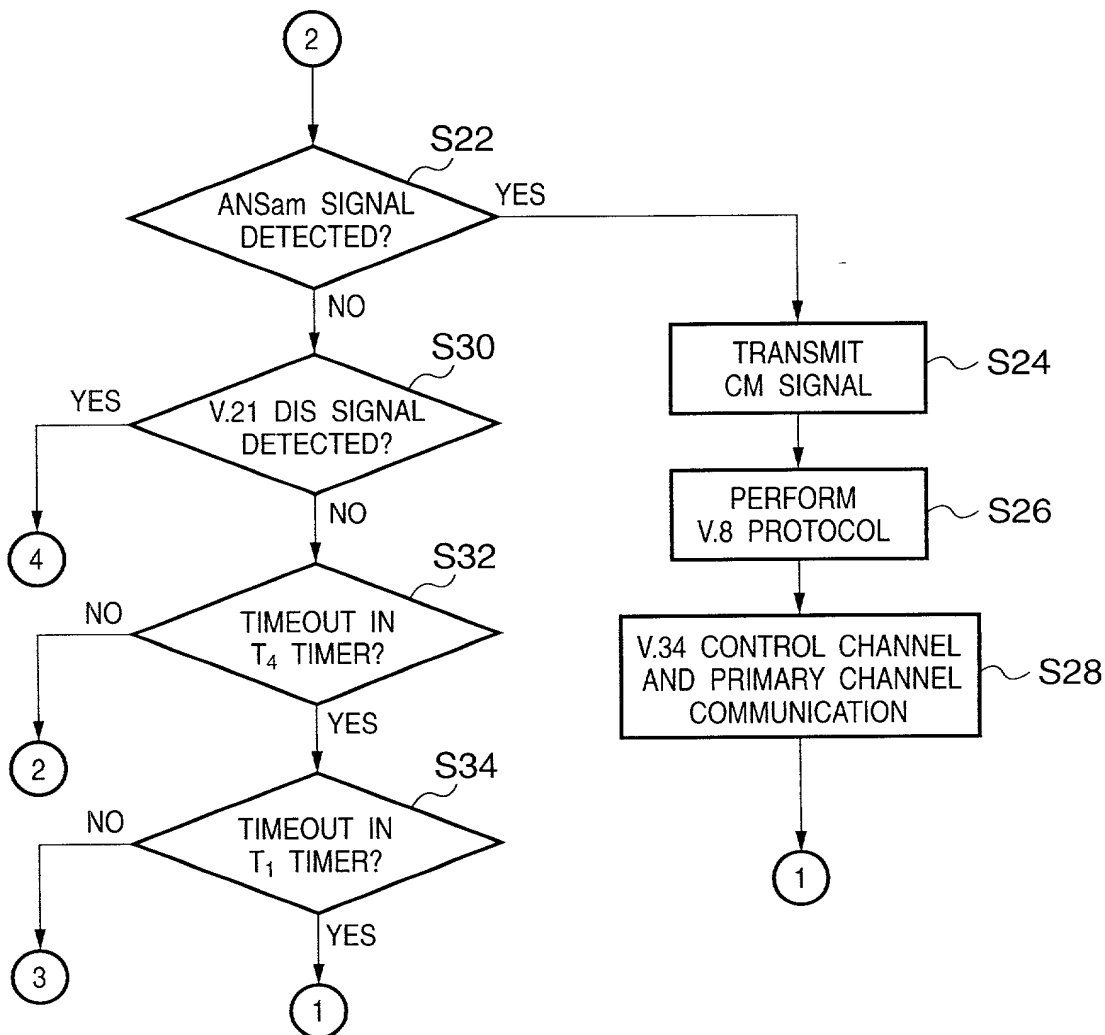 2
S22
ANSam SIGNAL
DETECTED?
YES
NO
S30
V.21 DIS SIGNAL
DETECTED?
YES
NO
4
S32
TIMEOUT IN
T4 TIMER?
NO
YES
2
S34
TIMEOUT IN
T1 TIMER?
NO
YES
3
1
TRANSMIT
CM SIGNAL
S24
PERFORM
V.8 PROTOCOL
S26
V.34 CONTROL CHANNEL
AND PRIMARY CHANNEL
COMMUNICATION
S28
1